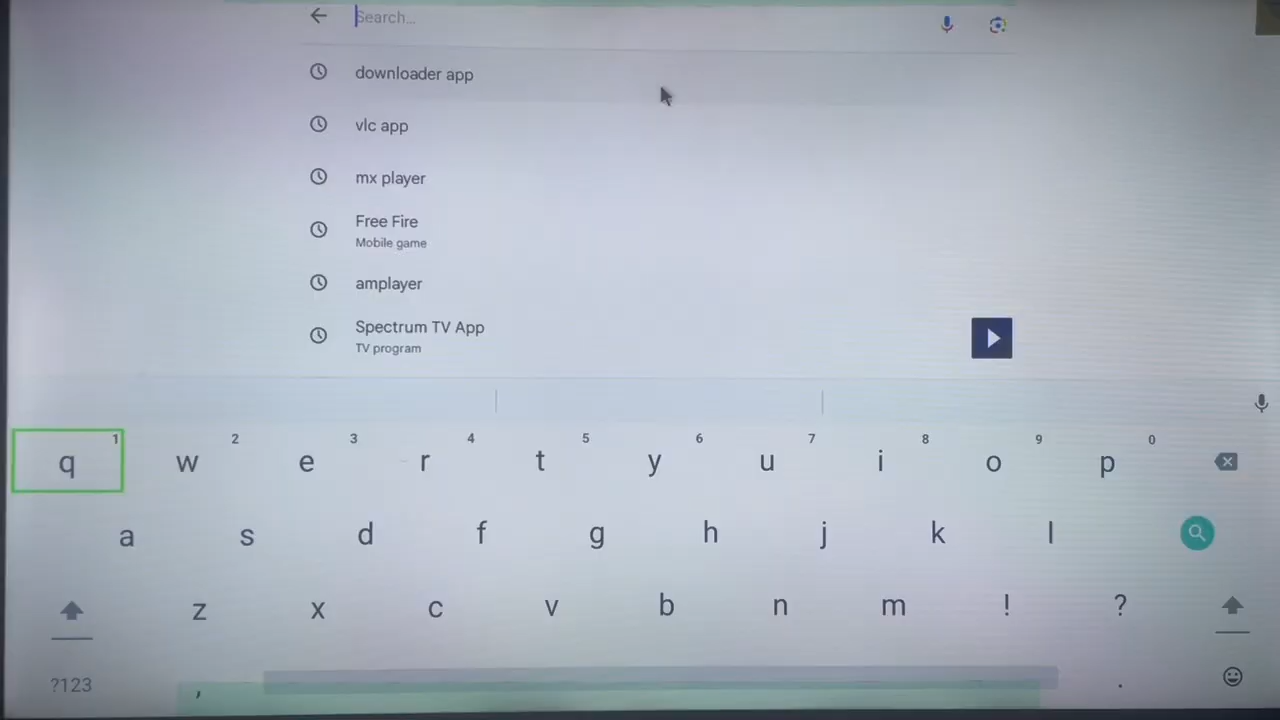 Search...
downloader app
vlc app
mx player
Free Fire
Mobile game
amplayer
Spectrum TV App
TV program
1 2 3 4 5 6 7 8 9 0
q w e r t y u i o p
a s d f g h j k l
z x c v b n m ! ?
?123 , .